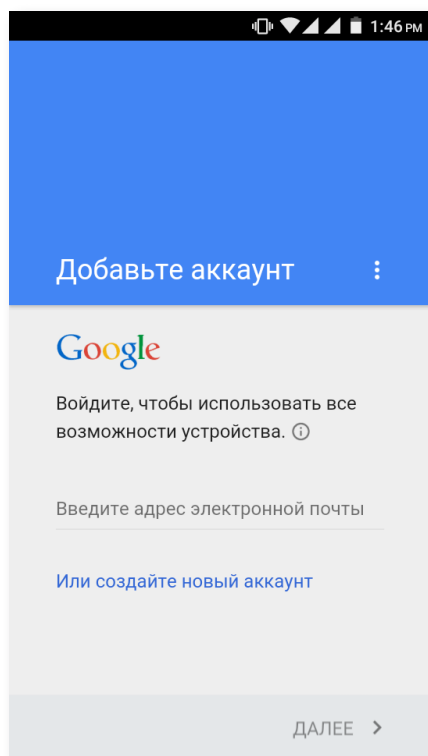 1:46 PM
Добавьте аккаунт
Google
Войдите, чтобы использовать все
возможности устройства.
Введите адрес электронной почты
Или создайте новый аккаунт
ДАЛЕЕ